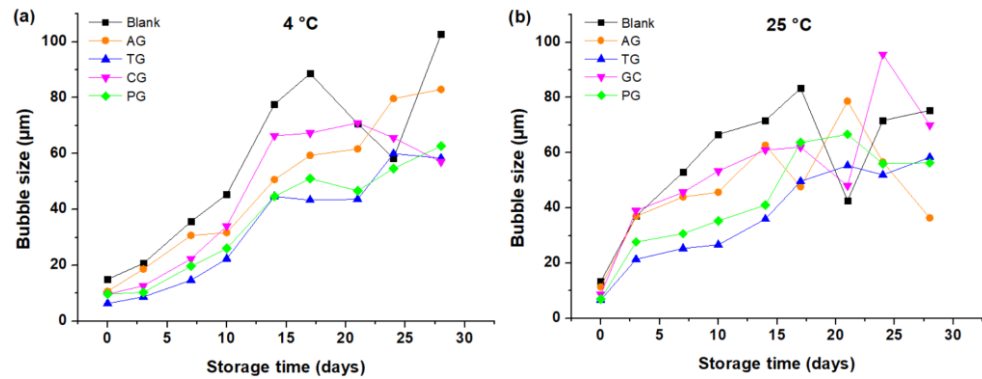 (a)
4 °C
Blank
AG
TG
CG
PG
100
80
60
40
20
0
Bubble size (µm)
0 5 10 15 20 25 30
Storage time (days)
(b)
25 °C
Blank
AG
TG
GC
PG
100
80
60
40
20
0
Bubble size (µm)
0 5 10 15 20 25 30
Storage time (days)